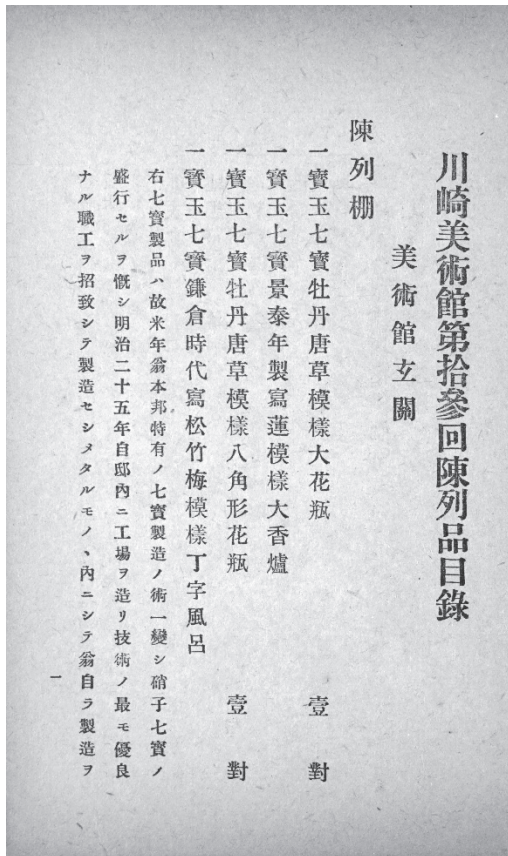 川崎美術館第拾參回陳列品目錄
美術館玄關
陳列棚
一寶玉七寶牡丹唐草模樣大花瓶 壹對
一寶玉七寶景泰年製寫蓮模樣大香爐
一寶玉七寶牡丹唐草模樣八角形花瓶 壹對
一寶玉七寶鎌倉時代寫松竹梅模樣丁字風呂
右七寶製品ハ故米年翁本邦特有ノ七寶製造ノ術一變シ硝子七寶ノ
盛行セルヲ慨シ明治二十五年自邸內ニ工場ヲ造リ技術ノ最モ優良
ナル職工ヲ招致シテ製造セシメタルモノヽ內ニシテ翁自ラ製造ヲ
一